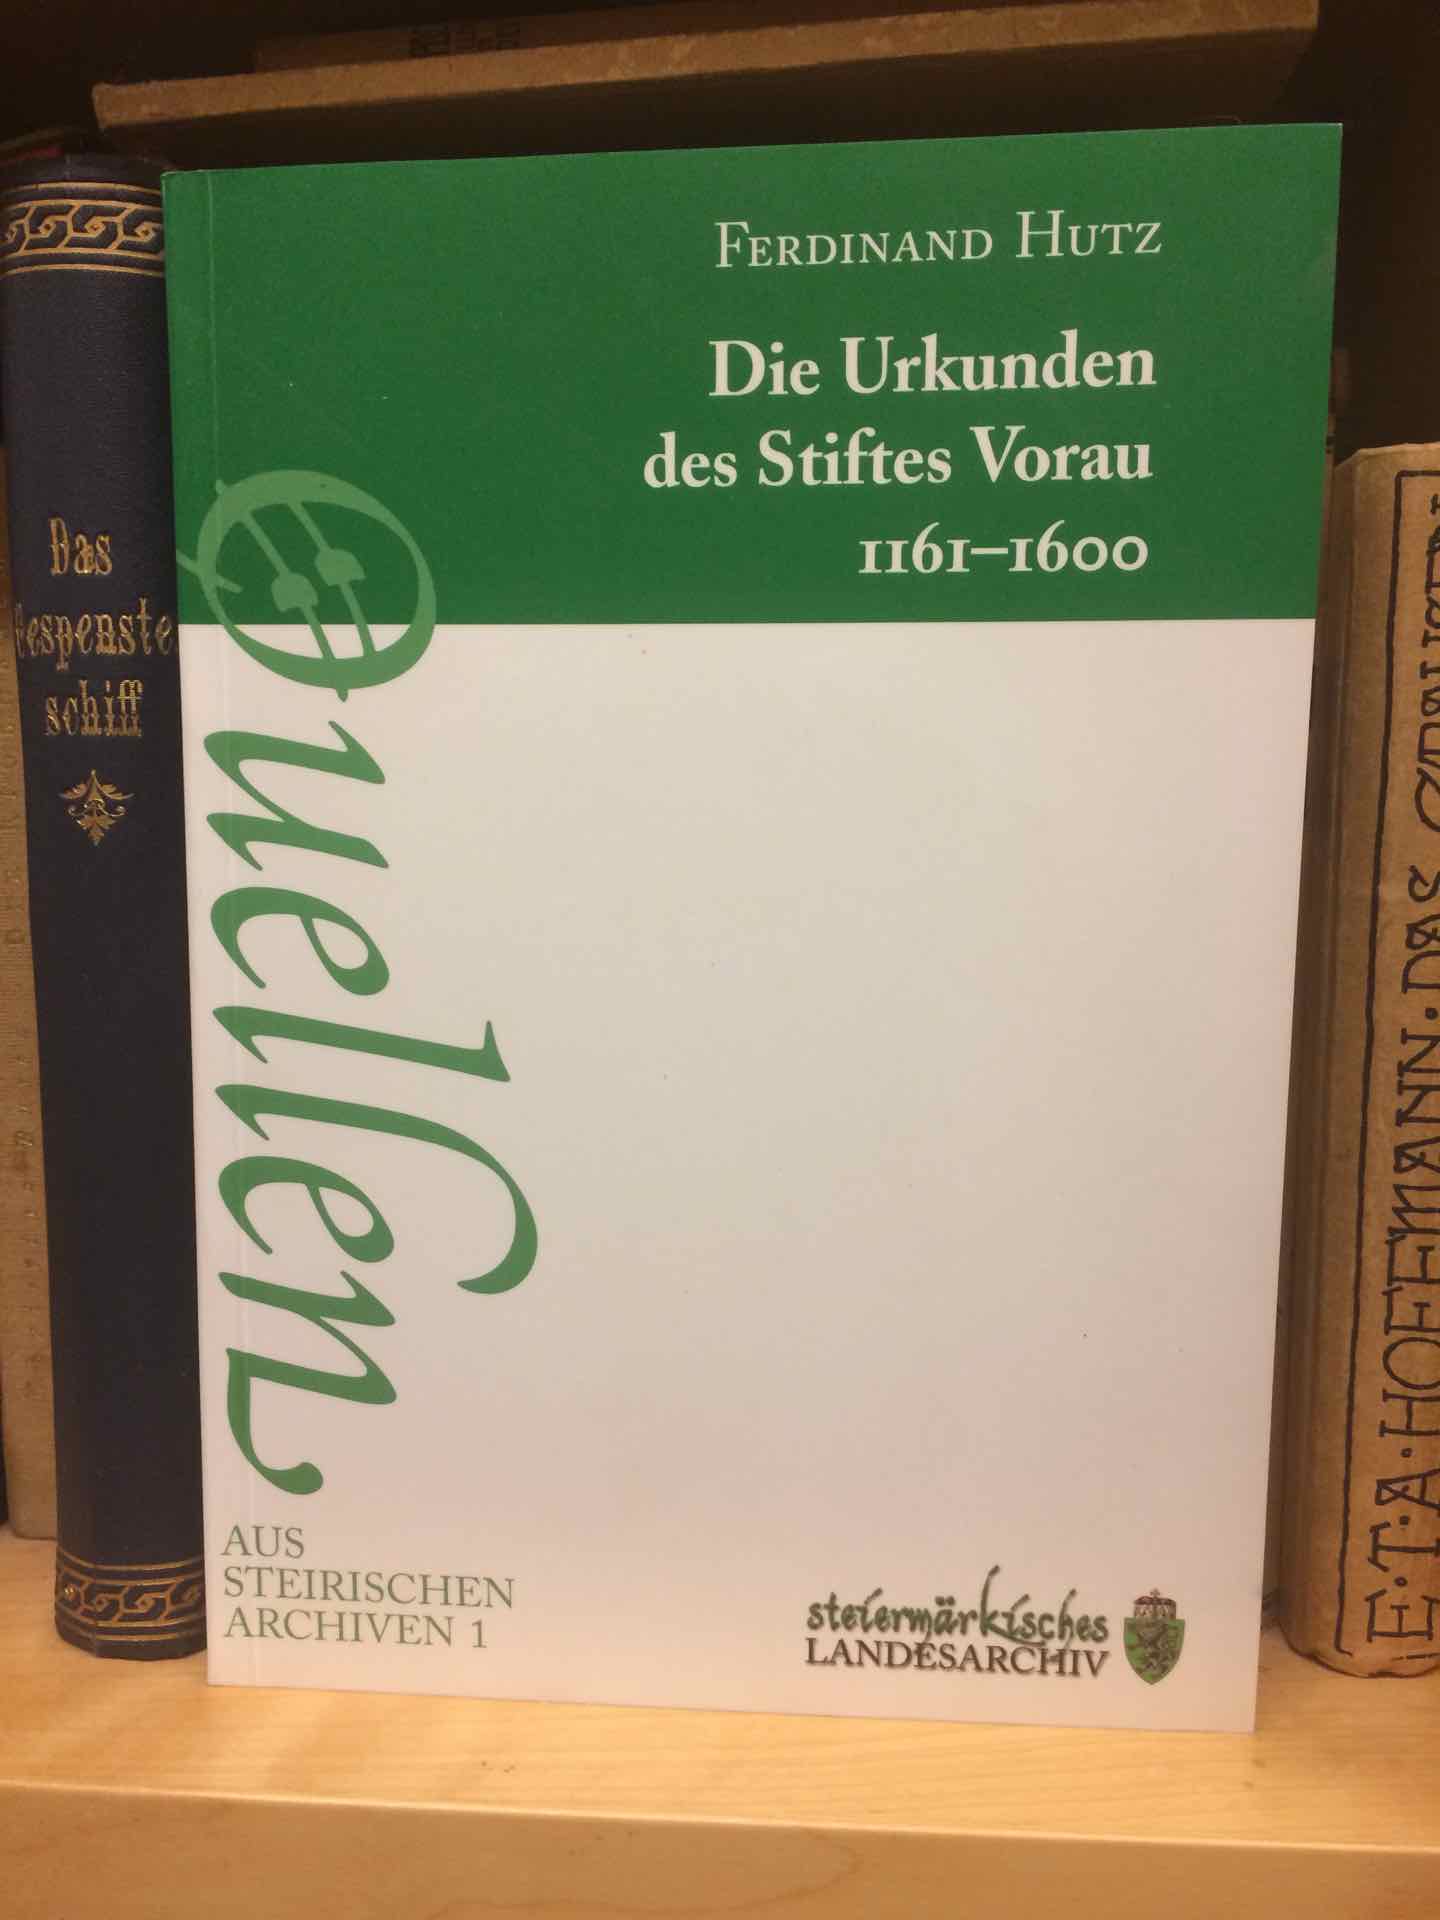 FERDINAND HUTZ
Die Urkunden
des Stiftes Vorau
1161–1600
Quellen
AUS
STEIRISCHEN
ARCHIVEN 1
steiermärkisches
LANDESARCHIV
Das
Gespenster
schiff
E·T·A·HOFFMANN·DAS